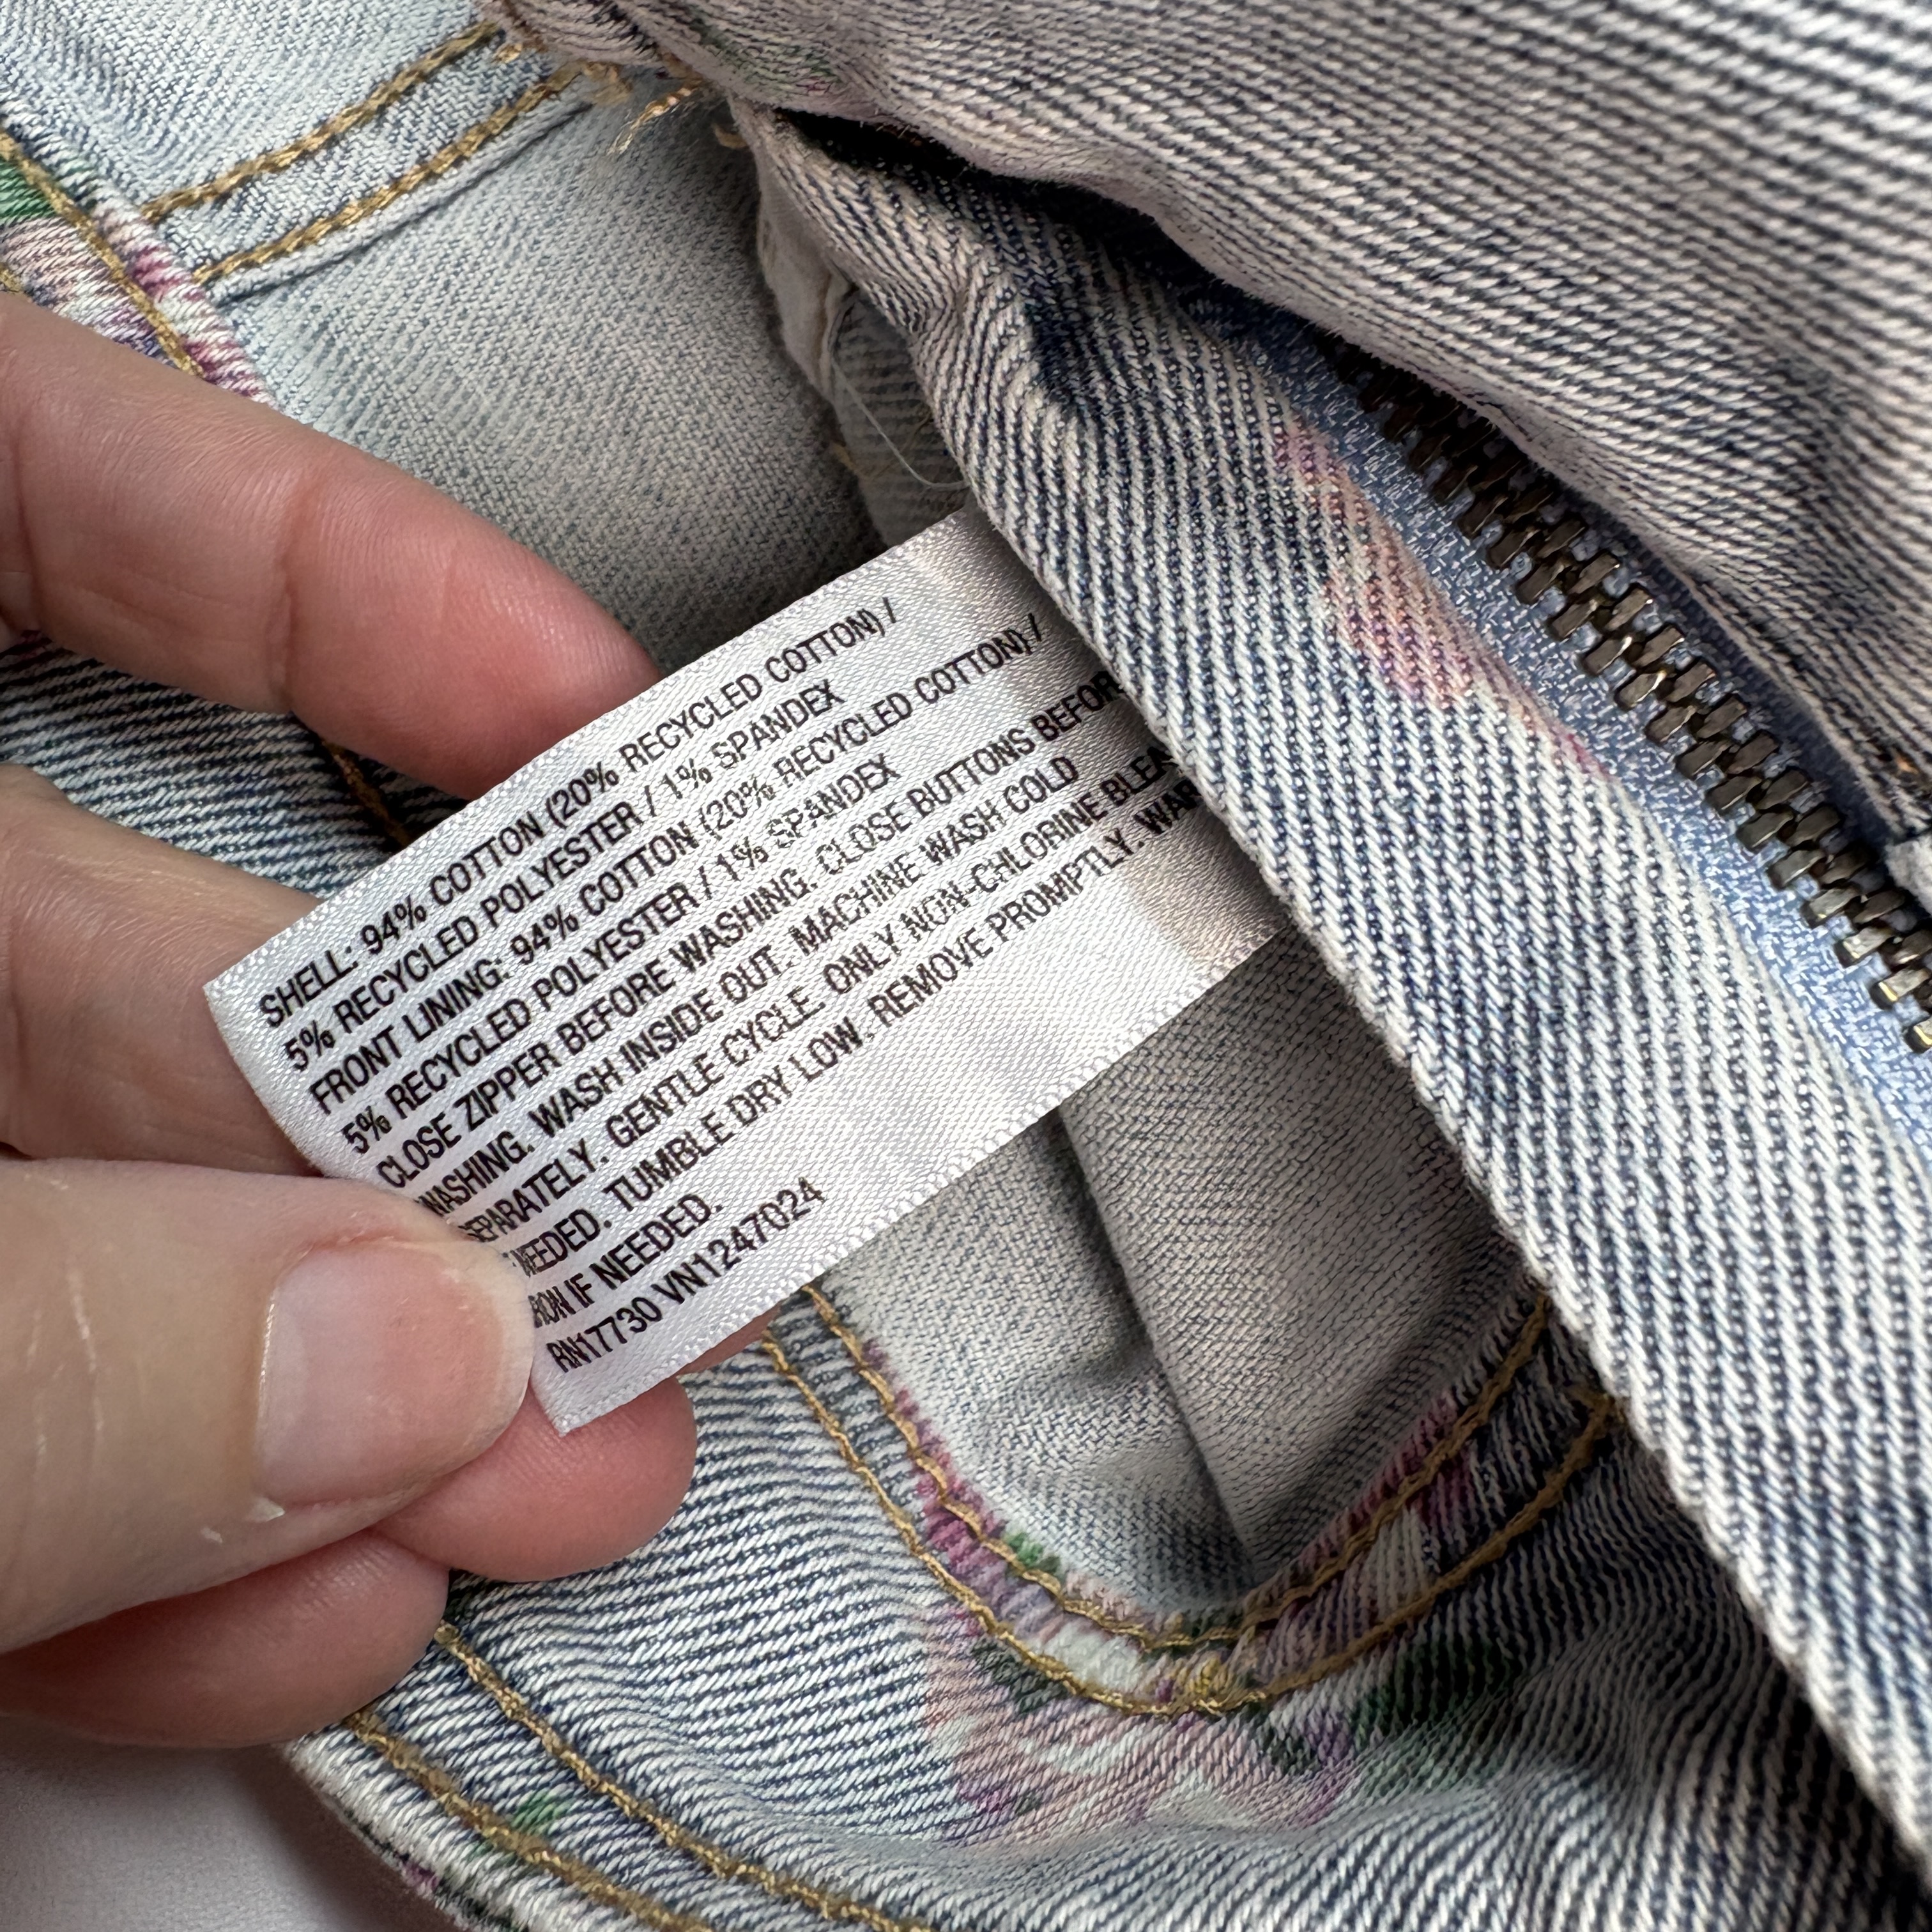 SHELL: 94% COTTON (20% RECYCLED COTTON) /
5% RECYCLED POLYESTER / 1% SPANDEX
FRONT LINING: 94% COTTON (20% RECYCLED COTTON) /
5% RECYCLED POLYESTER / 1% SPANDEX
CLOSE ZIPPER BEFORE WASHING. CLOSE BUTTONS BEFOR
WASHING. WASH INSIDE OUT. MACHINE WASH COLD
SEPARATELY. GENTLE CYCLE. ONLY NON-CHLORINE BLEA
NEEDED. TUMBLE DRY LOW. REMOVE PROMPTLY. WAR
IRON IF NEEDED.
RN17730 VN1247024